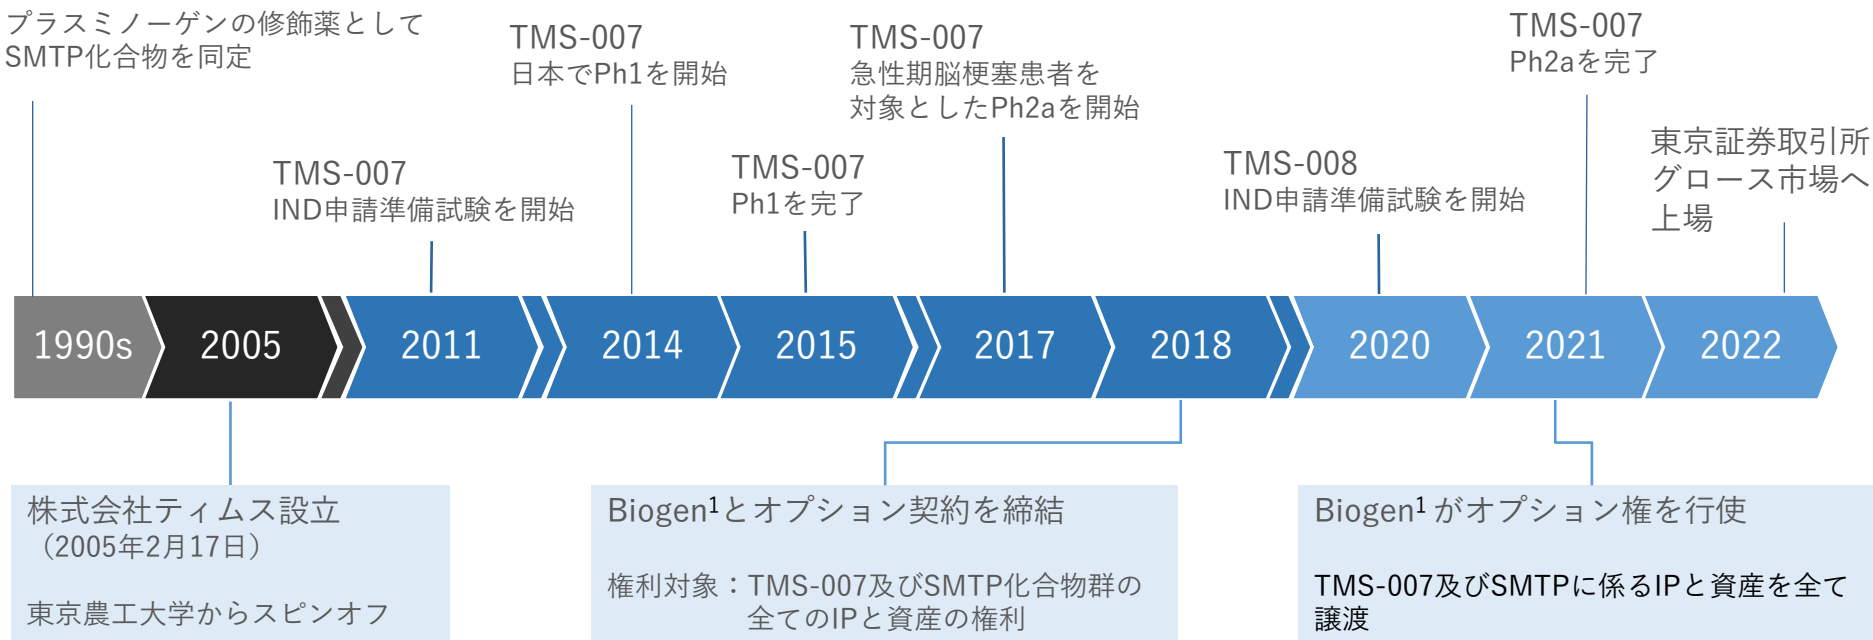 プラスミノーゲンの修飾薬として
SMTP化合物を同定
TMS-007
日本でPh1を開始
TMS-007
急性期脳梗塞患者を
対象としたPh2aを開始
TMS-007
Ph2aを完了
TMS-007
IND申請準備試験を開始
TMS-007
Ph1を完了
TMS-008
IND申請準備試験を開始
東京証券取引所
グロース市場へ
上場
1990s
2005
2011
2014
2015
2017
2018
2020
2021
2022
株式会社ティムス設立
（2005年2月17日）
東京農工大学からスピンオフ
Biogen¹とオプション契約を締結
権利対象：TMS-007及びSMTP化合物群の
全てのIPと資産の権利
Biogen¹ がオプション権を行使
TMS-007及びSMTPに係るIPと資産を全て
譲渡